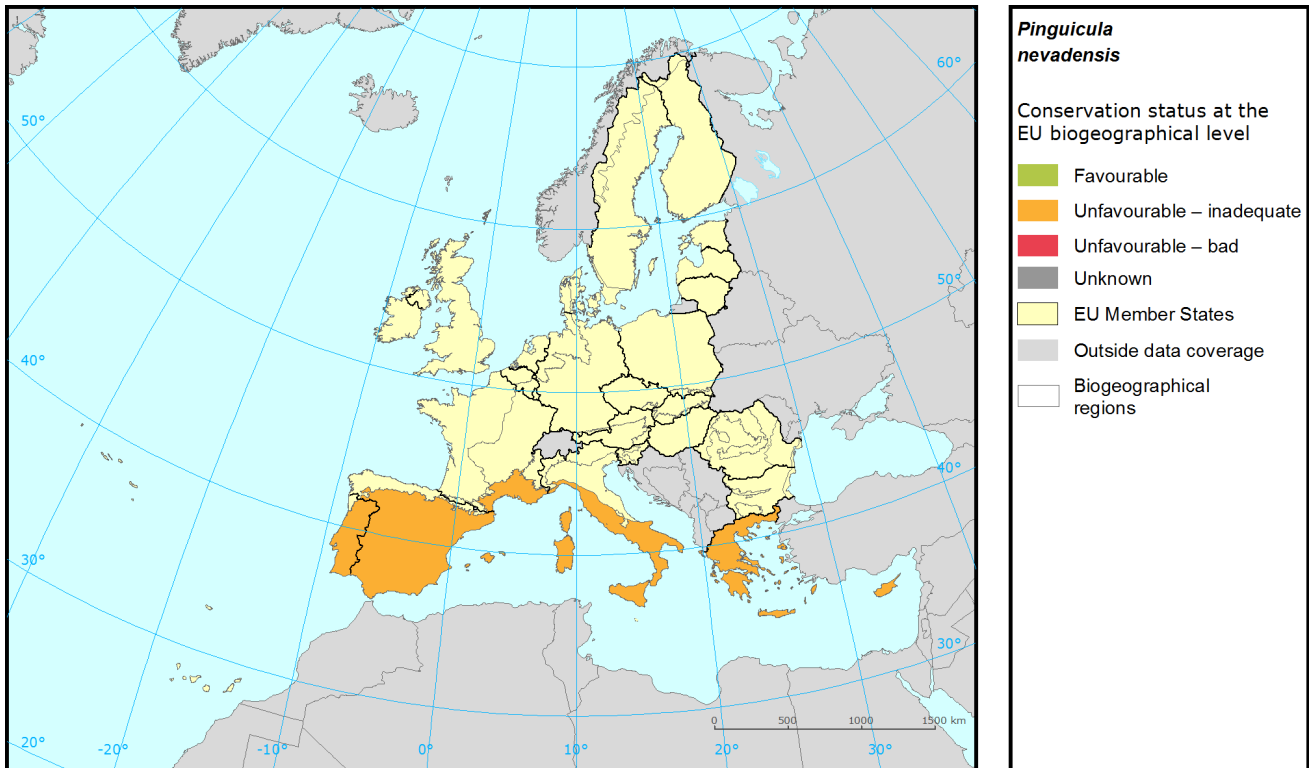 60°
50°
50°
40°
40°
30°
30°
0 500 1000 1500 km
20° -20° -10° 0° 10° 20° 30°
Pinguicula
nevadensis
Conservation status at the
EU biogeographical level
Favourable
Unfavourable – inadequate
Unfavourable – bad
Unknown
EU Member States
Outside data coverage
Biogeographical
regions